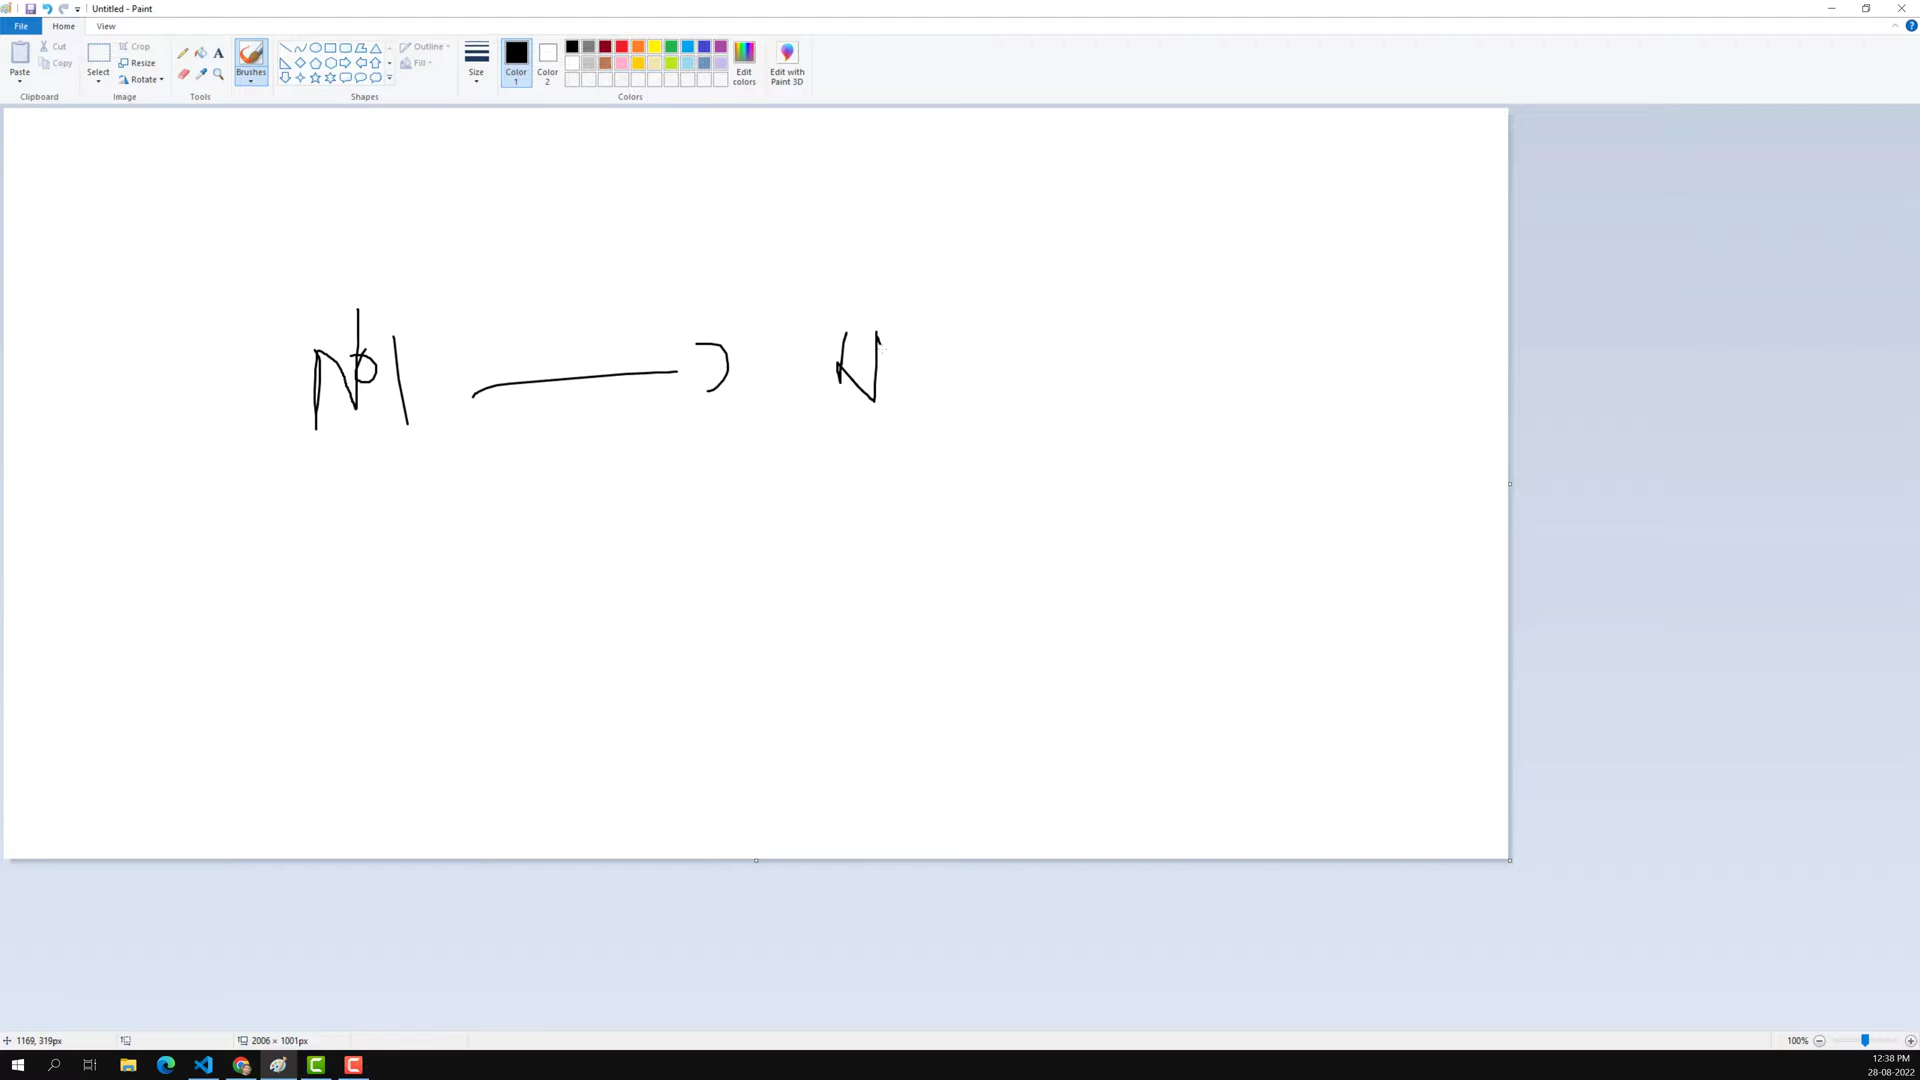 Untitled - Paint
File Home View
Paste Cut Copy Select Crop Resize Rotate A Brushes Outline Fill Size Color 1 Color 2 Edit colors Edit with Paint 3D
Clipboard Image Tools Shapes Colors
N
1169, 319px 2006 × 1001px 100%
12:38 PM
28-08-2022